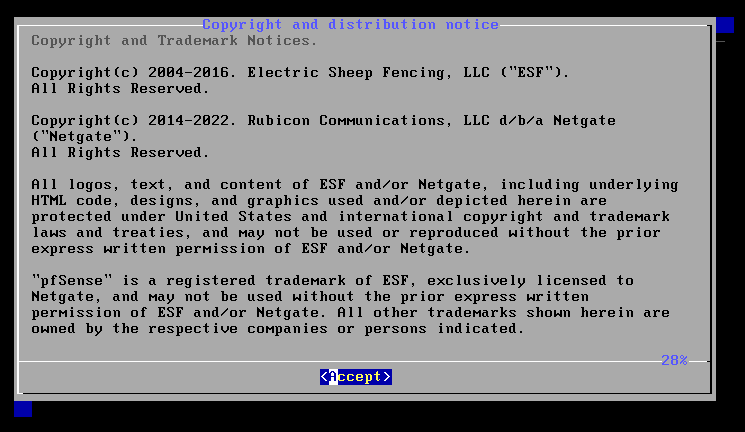 Copyright and distribution notice
Copyright and Trademark Notices.
Copyright(c) 2004-2016. Electric Sheep Fencing, LLC ("ESF").
All Rights Reserved.
Copyright(c) 2014-2022. Rubicon Communications, LLC d/b/a Netgate
("Netgate").
All Rights Reserved.
All logos, text, and content of ESF and/or Netgate, including underlying
HTML code, designs, and graphics used and/or depicted herein are
protected under United States and international copyright and trademark
laws and treaties, and may not be used or reproduced without the prior
express written permission of ESF and/or Netgate.
"pfSense" is a registered trademark of ESF, exclusively licensed to
Netgate, and may not be used without the prior express written
permission of ESF and/or Netgate. All other trademarks shown herein are
owned by the respective companies or persons indicated.
28%
<Accept>